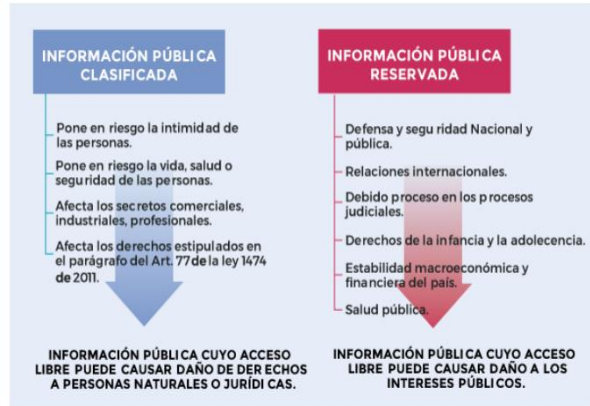 INFORMACIÓN PÚBLICA
CLASIFICADA
Pone en riesgo la intimidad de
las personas.
Pone en riesgo la vida, salud o
seguridad de las personas.
Afecta los secretos comerciales,
industriales, profesionales.
Afecta los derechos estipulados en
el parágrafo del Art. 77 de la ley 1474
de 2011.
INFORMACIÓN PÚBLICA CUYO ACCESO
LIBRE PUEDE CAUSAR DAÑO DE DERECHOS
A PERSONAS NATURALES O JURÍDICAS.
INFORMACIÓN PÚBLICA
RESERVADA
Defensa y seguridad Nacional y
pública.
Relaciones internacionales.
Debido proceso en los procesos
judiciales.
Derechos de la infancia y la adolecencia.
Estabilidad macroeconómica y
financiera del país.
Salud pública.
INFORMACIÓN PÚBLICA CUYO ACCESO
LIBRE PUEDE CAUSAR DAÑO A LOS
INTERESES PÚBLICOS.